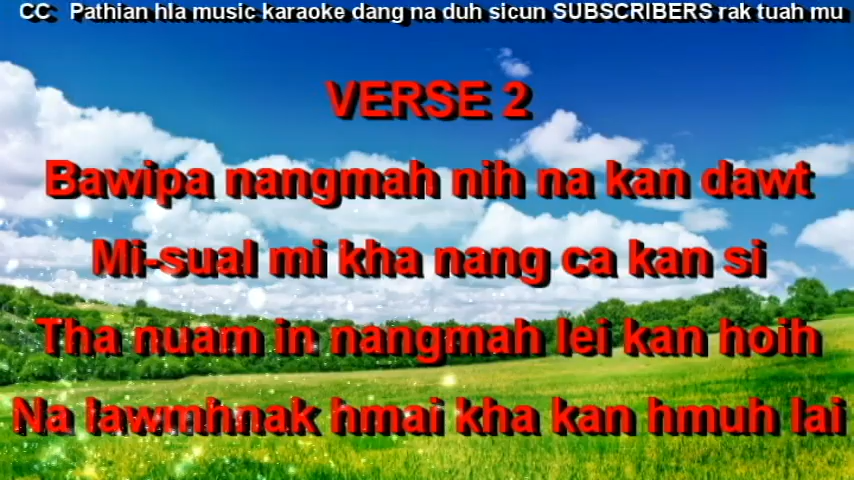 CC Pathian hla music karaoke dang na duh sicun SUBSCRIBERS rak tuah mu
VERSE 2
Bawipa nangmah nih na kan dawt
Mi-sual mi kha nang ca kan si
Tha nuam in nangmah lei kan hoih
Na lawmhnak hmai kha kan hmuh lai